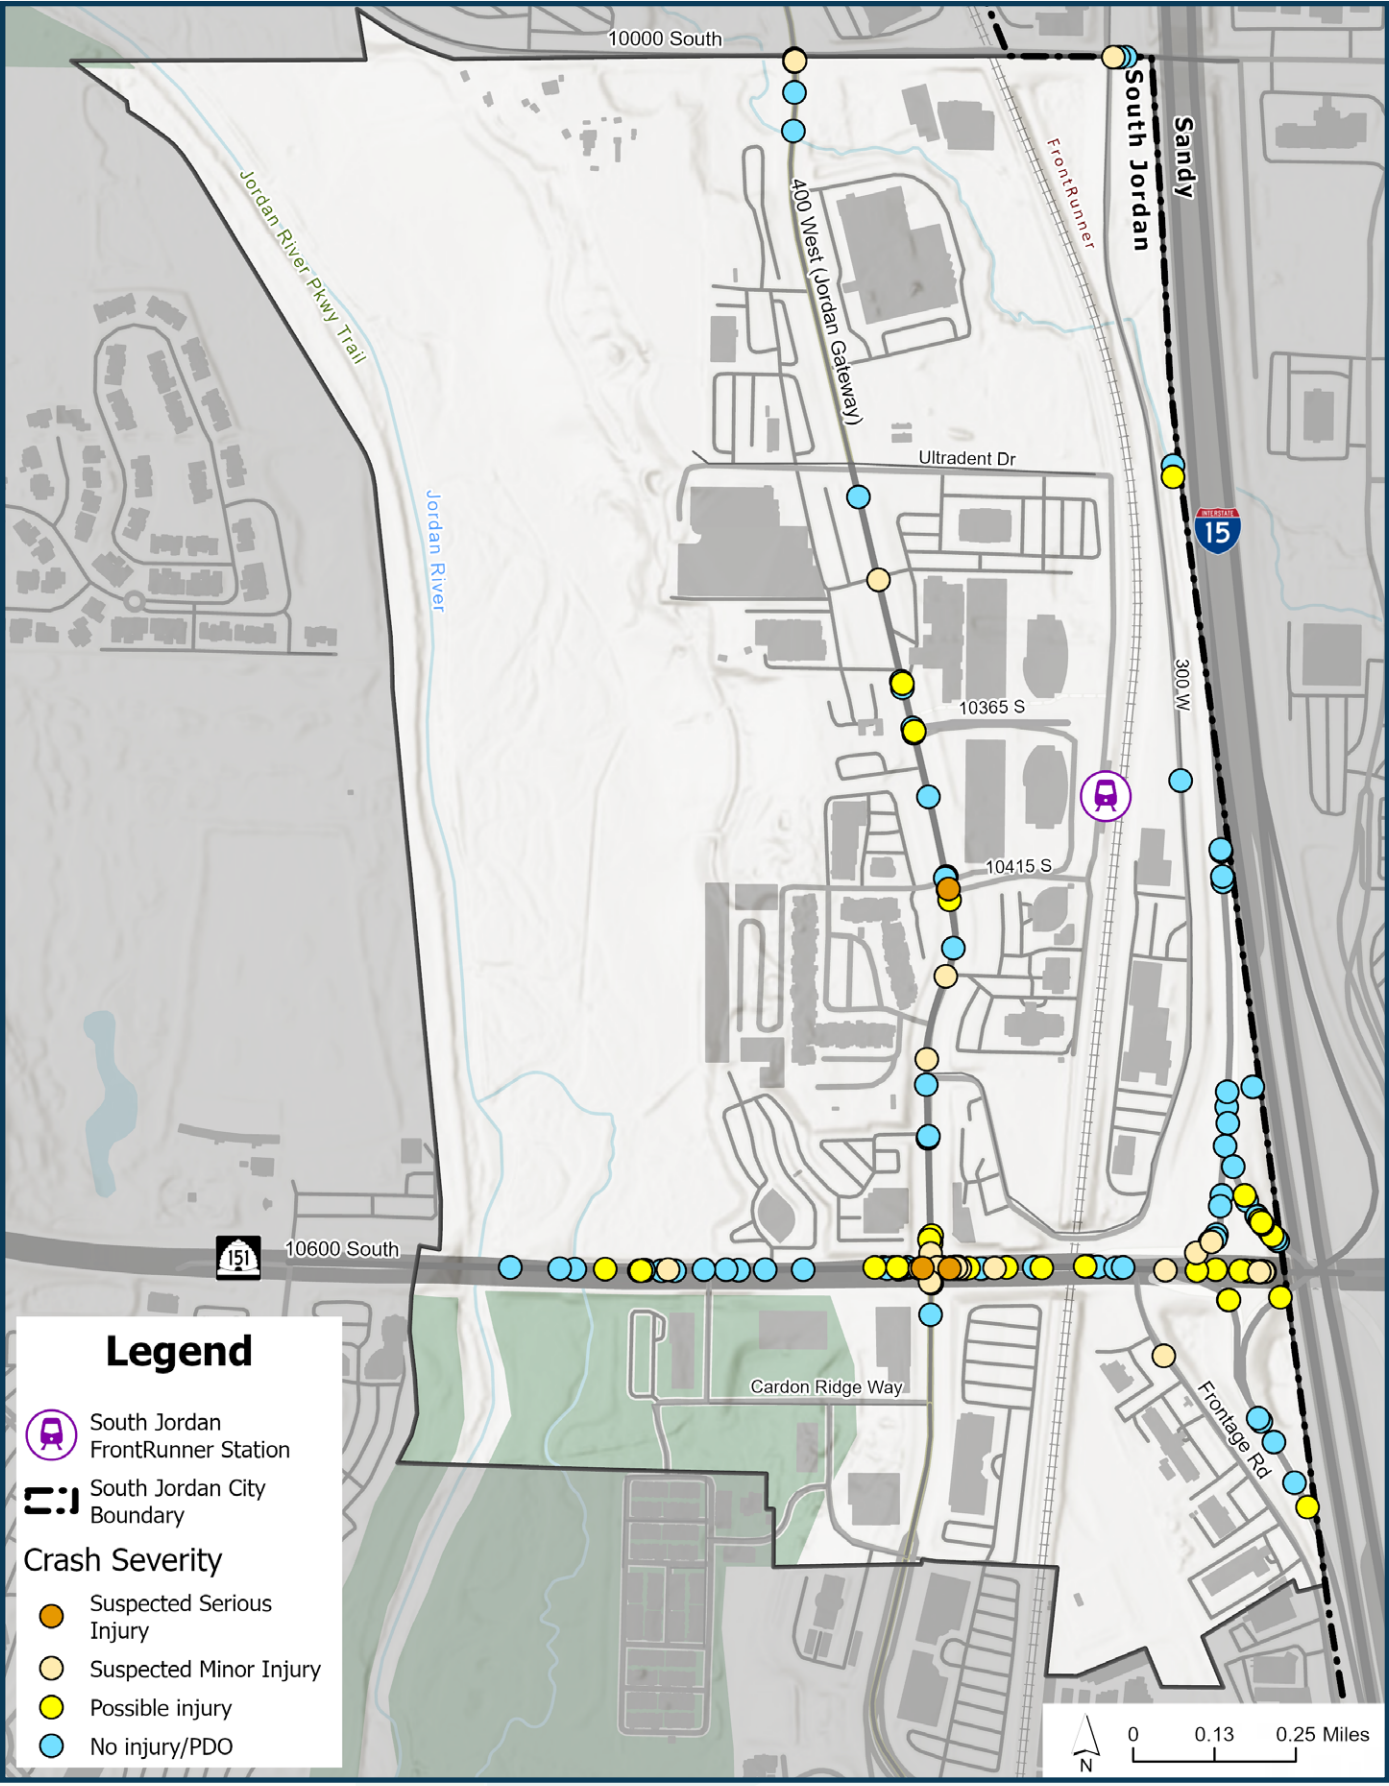 10000 South
South Jordan
Sandy
FrontRunner
Jordan River Pkwy Trail
400 West (Jordan Gateway)
Ultradent Dr
Jordan River
INTERSTATE
15
300 W
10365 S
10415 S
151
10600 South
Cardon Ridge Way
Frontage Rd
Legend
South Jordan
FrontRunner Station
South Jordan City
Boundary
Crash Severity
Suspected Serious
Injury
Suspected Minor Injury
Possible injury
No injury/PDO
N
0 0.13 0.25 Miles